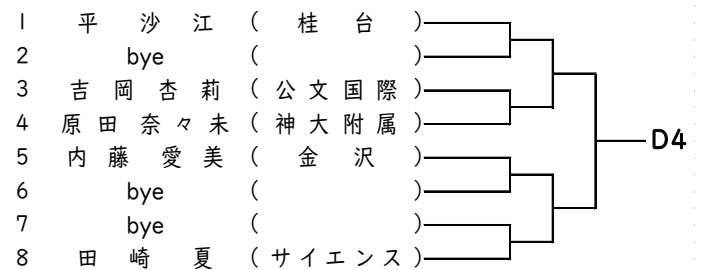 1 平 沙 江 ( 桂 台 )
2 bye ( )
3 吉 岡 杏 莉 ( 公 文 国 際 )
4 原 田 奈 々 未 ( 神 大 附 属 )
D4
5 内 藤 愛 美 ( 金 沢 )
6 bye ( )
7 bye ( )
8 田 崎 夏 ( サ イ エ ン ス )